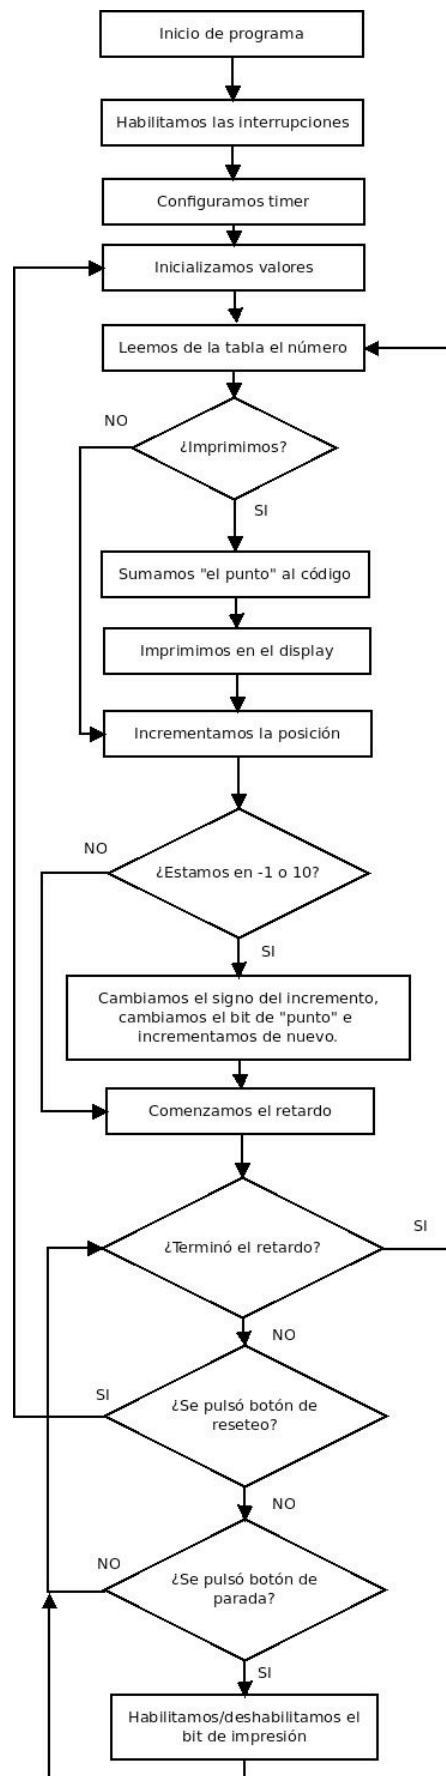 Inicio de programa
Habilitamos las interrupciones
Configuramos timer
Inicializamos valores
Leemos de la tabla el número
NO
¿Imprimimos?
SI
Sumamos "el punto" al código
Imprimimos en el display
Incrementamos la posición
NO
¿Estamos en -1 o 10?
SI
Cambiamos el signo del incremento,
cambiamos el bit de "punto" e
incrementamos de nuevo.
Comenzamos el retardo
SI
¿Terminó el retardo?
NO
SI
¿Se pulsó botón de
reseteo?
NO
NO
¿Se pulsó botón de
parada?
SI
Habilitamos/deshabilitamos el
bit de impresión